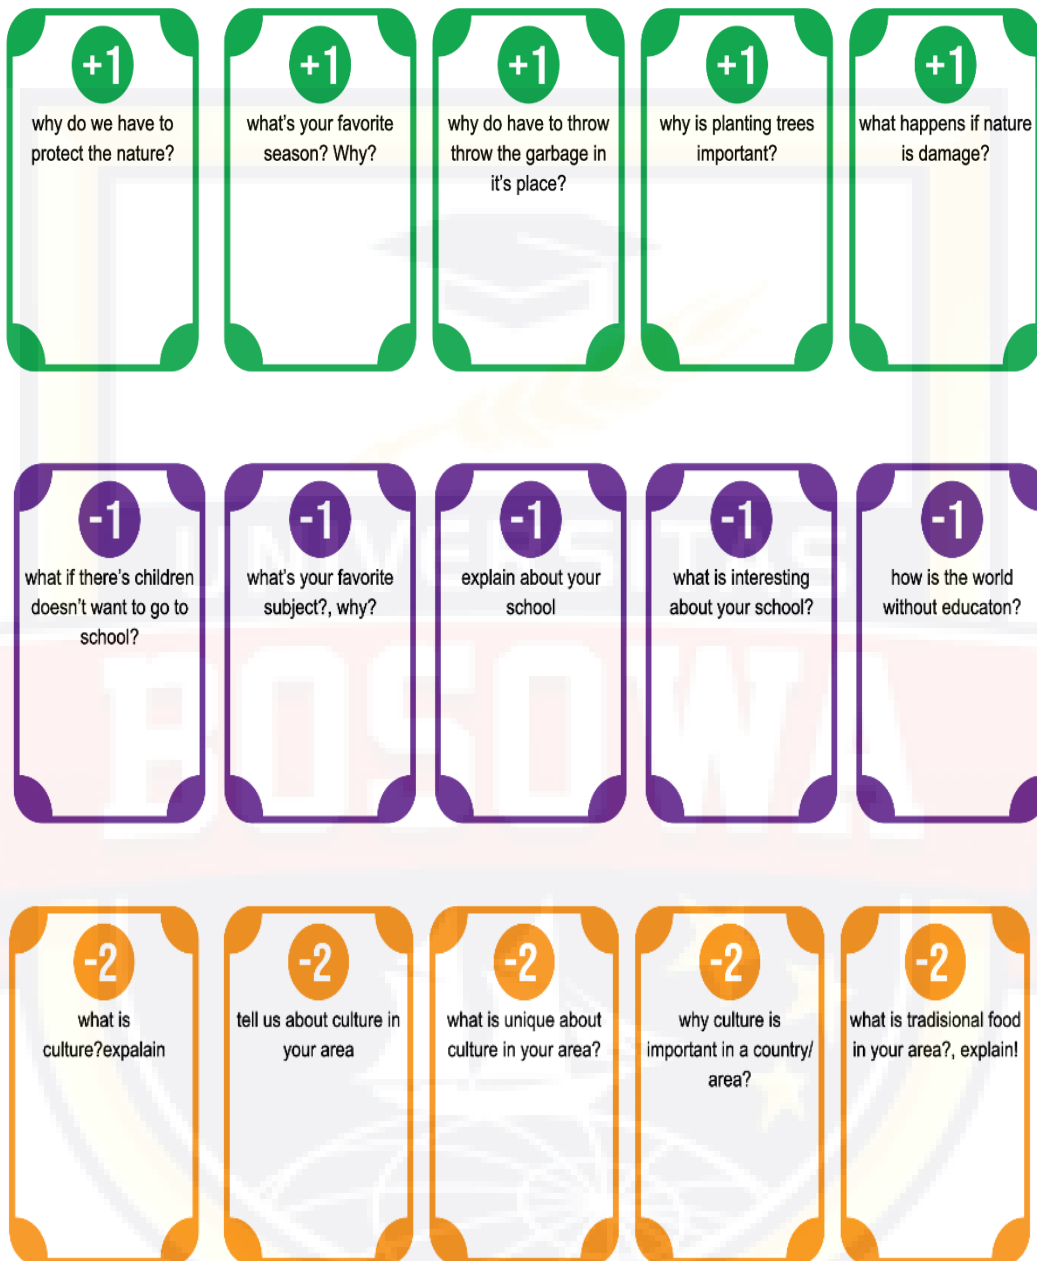 +1
why do we have to
protect the nature?
+1
what's your favorite
season? Why?
+1
why do have to throw
throw the garbage in
it's place?
+1
why is planting trees
important?
+1
what happens if nature
is damage?
-1
what if there's children
doesn't want to go to
school?
-1
what's your favorite
subject?, why?
-1
explain about your
school
-1
what is interesting
about your school?
-1
how is the world
without educaton?
UNIVERSITAS
BOSOWA
-2
what is
culture?expalain
-2
tell us about culture in
your area
-2
what is unique about
culture in your area?
-2
why culture is
important in a country/
area?
-2
what is tradisional food
in your area?, explain!